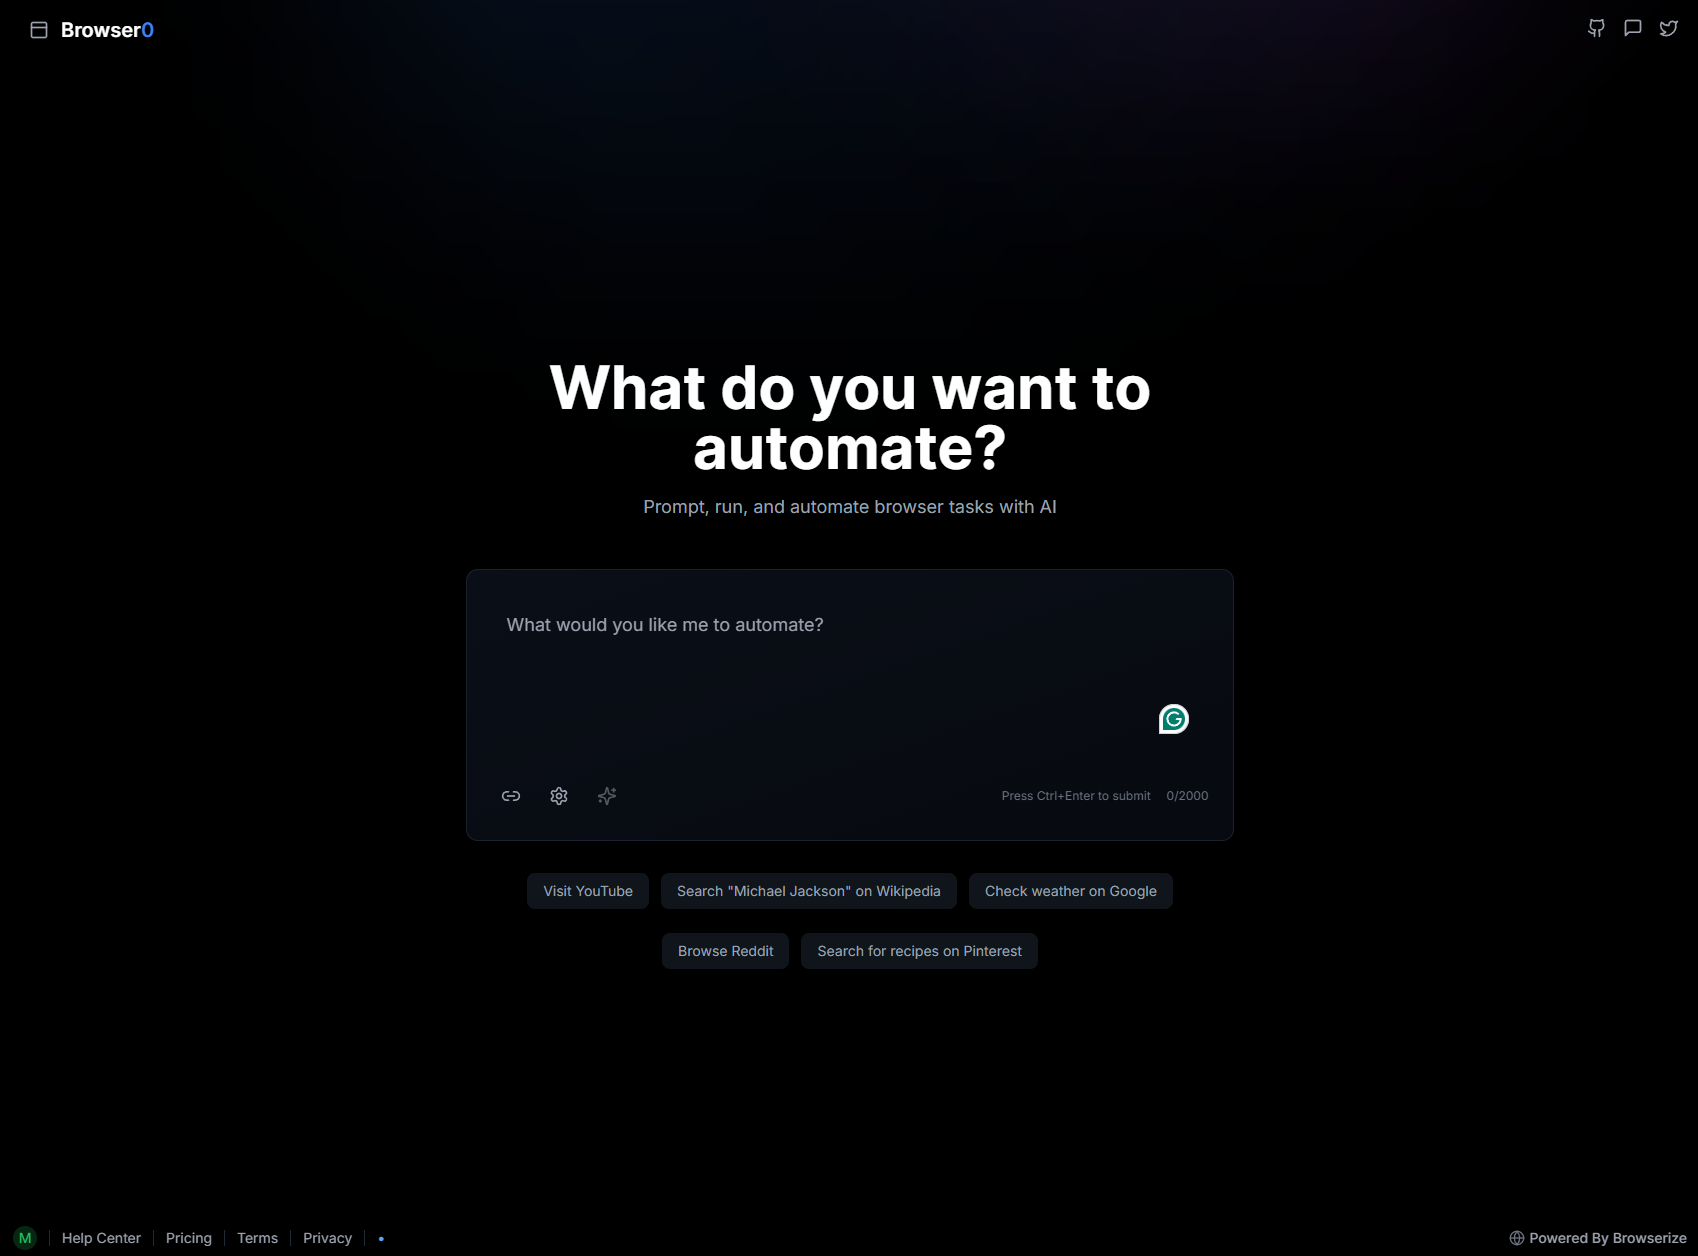 Browser0
What do you want to
automate?
Prompt, run, and automate browser tasks with AI
What would you like me to automate?
Press Ctrl+Enter to submit 0/2000
Visit YouTube Search "Michael Jackson" on Wikipedia Check weather on Google
Browse Reddit Search for recipes on Pinterest
M Help Center Pricing Terms Privacy Powered By Browserize